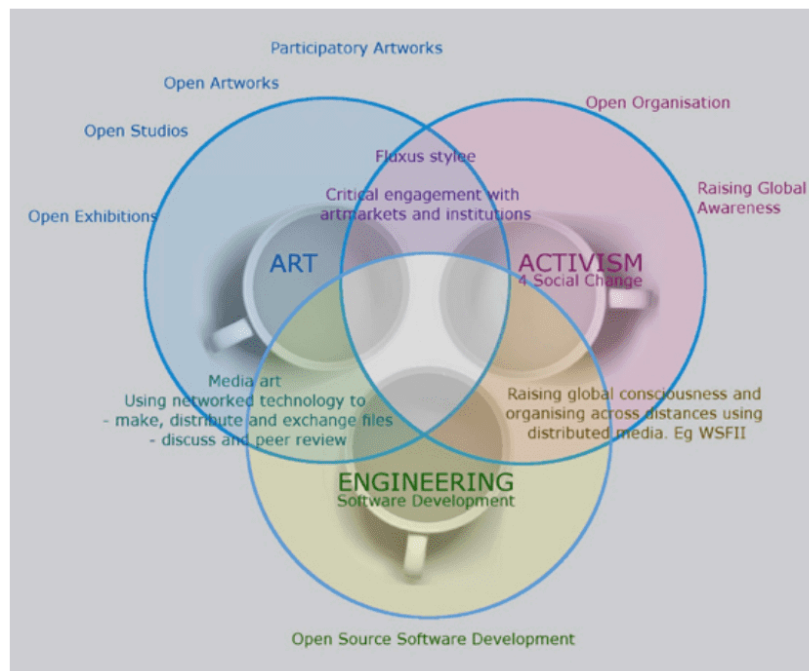 Participatory Artworks
Open Artworks
Open Organisation
Open Studios
Fluxus stylee
Raising Global
Awareness
Critical engagement with
artmarkets and institutions
Open Exhibitions
ART
ACTIVISM
4 Social Change
Media art
Using networked technology to
- make, distribute and exchange files
- discuss and peer review
Raising global consciousness and
organising across distances using
distributed media. Eg WSFII
ENGINEERING
Software Development
Open Source Software Development